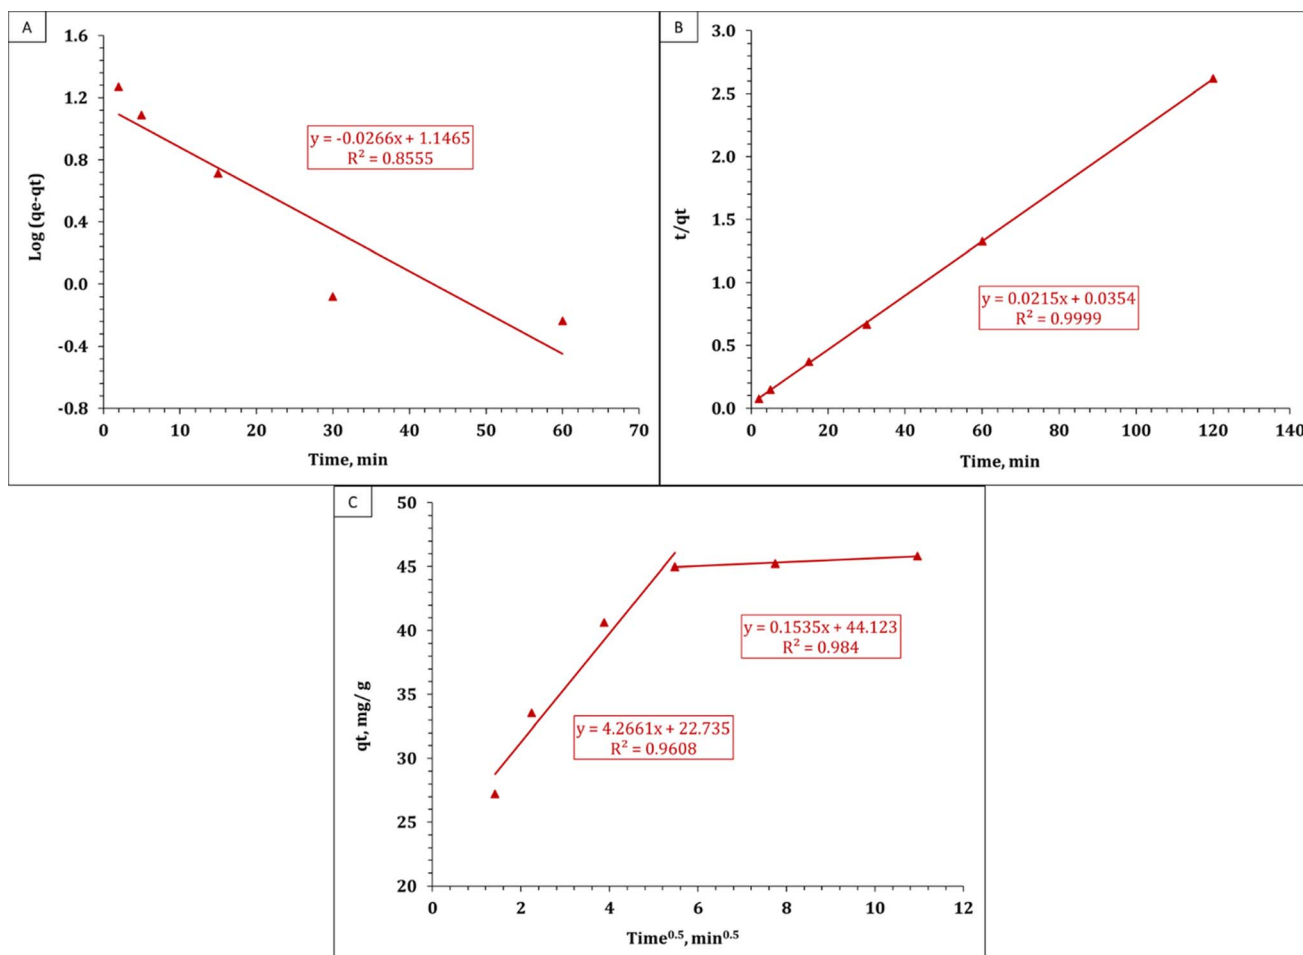 A
1.6
1.2
0.8
0.4
0.0
-0.4
-0.8
Log (qe-qt)
y = -0.0266x + 1.1465
R² = 0.8555
0 10 20 30 40 50 60 70
Time, min
B
3.0
2.5
2.0
1.5
1.0
0.5
0.0
t/qt
y = 0.0215x + 0.0354
R² = 0.9999
0 20 40 60 80 100 120 140
Time, min
C
50
45
40
35
30
25
20
qt, mg/ g
y = 0.1535x + 44.123
R² = 0.984
y = 4.2661x + 22.735
R² = 0.9608
0 2 4 6 8 10 12
Time⁰·⁵, min⁰·⁵